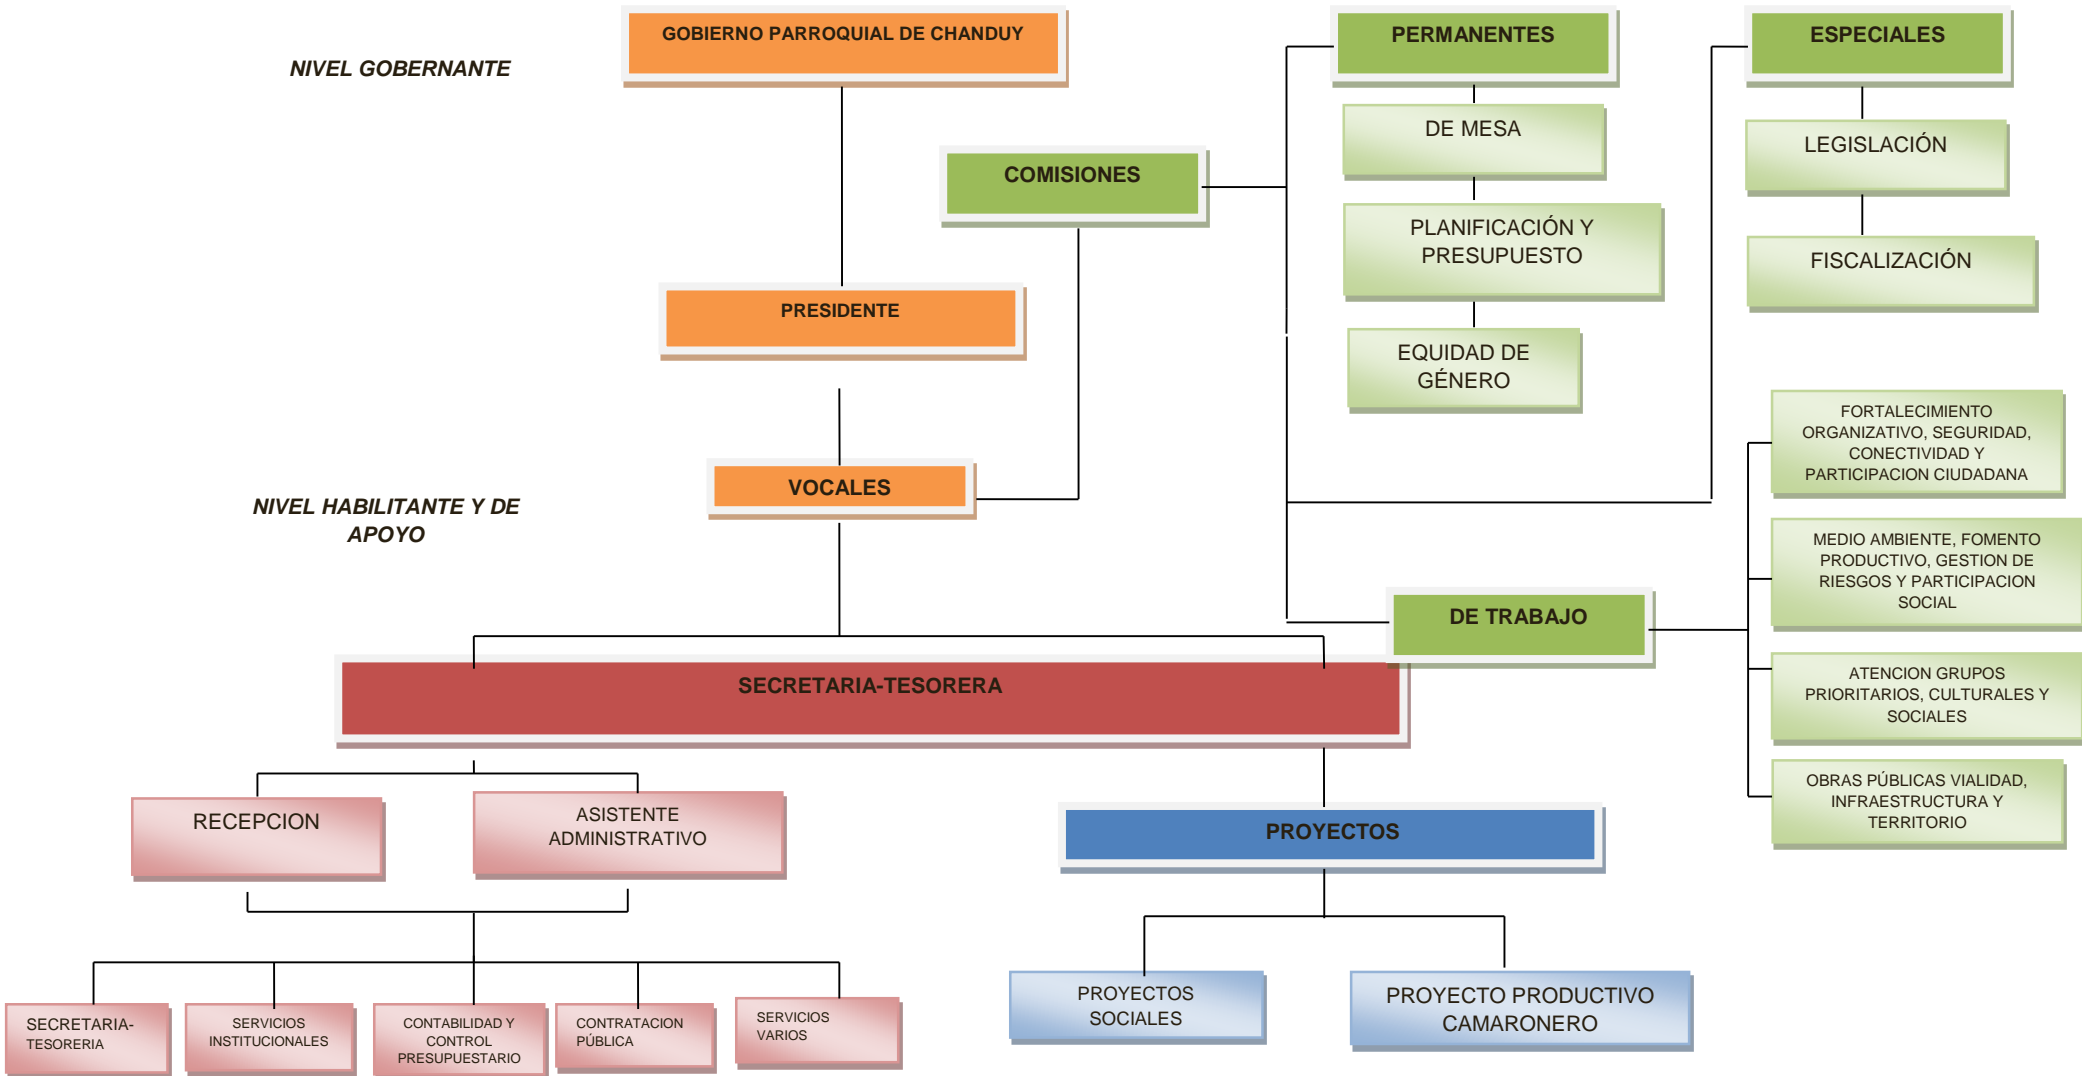 GOBIERNO PARROQUIAL DE CHANDUY
PERMANENTES
ESPECIALES
NIVEL GOBERNANTE
DE MESA
LEGISLACIÓN
COMISIONES
PLANIFICACIÓN Y
PRESUPUESTO
FISCALIZACIÓN
PRESIDENTE
EQUIDAD DE
GÉNERO
FORTALECIMIENTO
ORGANIZATIVO, SEGURIDAD,
CONECTIVIDAD Y
PARTICIPACION CIUDADANA
VOCALES
NIVEL HABILITANTE Y DE
APOYO
MEDIO AMBIENTE, FOMENTO
PRODUCTIVO, GESTION DE
RIESGOS Y PARTICIPACION
SOCIAL
DE TRABAJO
SECRETARIA-TESORERA
ATENCION GRUPOS
PRIORITARIOS, CULTURALES Y
SOCIALES
OBRAS PÚBLICAS VIALIDAD,
INFRAESTRUCTURA Y
TERRITORIO
RECEPCION
ASISTENTE
ADMINISTRATIVO
PROYECTOS
PROYECTOS
SOCIALES
PROYECTO PRODUCTIVO
CAMARONERO
SECRETARIA-
TESORERIA
SERVICIOS
INSTITUCIONALES
CONTABILIDAD Y
CONTROL
PRESUPUESTARIO
CONTRATACION
PÚBLICA
SERVICIOS
VARIOS